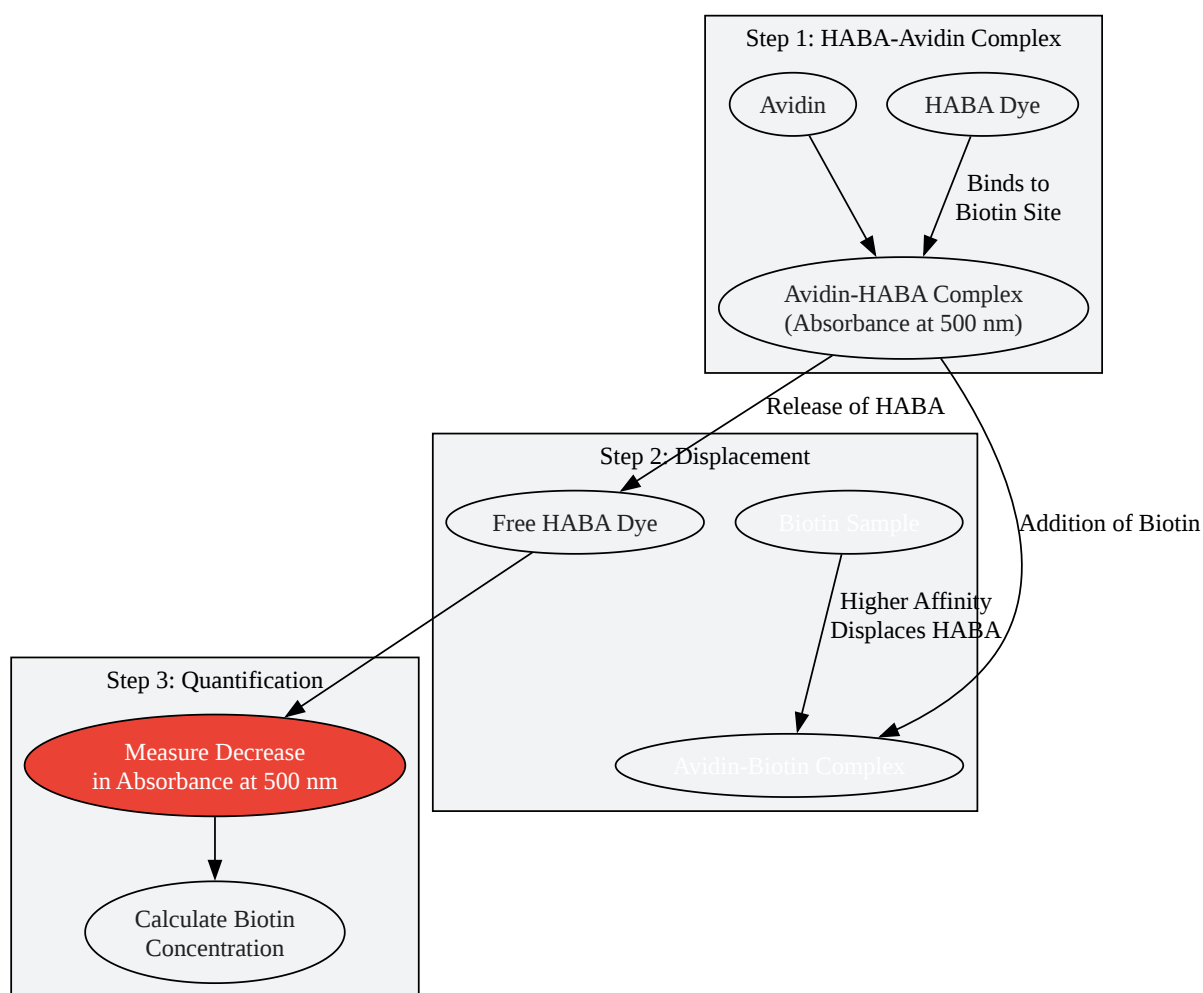 Step 1: HABA-Avidin Complex
Avidin
HABA Dye
Binds to
Biotin Site
Avidin-HABA Complex
(Absorbance at 500 nm)
Release of HABA
Addition of Biotin
Step 2: Displacement
Free HABA Dye
Biotin Sample
Higher Affinity
Displaces HABA
Avidin-Biotin Complex
Step 3: Quantification
Measure Decrease
in Absorbance at 500 nm
Calculate Biotin
Concentration